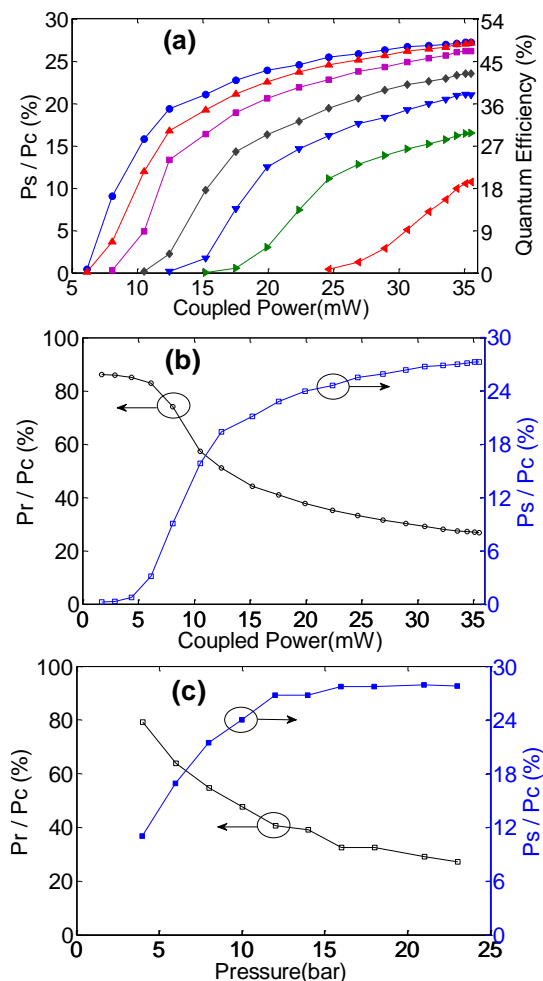 (a)
Ps / Pc (%)
30
25
20
15
10
5
0
5 10 15 20 25 30 35
Coupled Power(mW)
54
45
36
27
18
9
0
Quantum Efficiency (%)
(b)
Pr / Pc (%)
100
80
60
40
20
0
0 5 10 15 20 25 30 35
Coupled Power(mW)
30
24
18
12
6
0
Ps / Pc (%)
(c)
Pr / Pc (%)
100
80
60
40
20
0
0 5 10 15 20 25
Pressure(bar)
30
24
18
12
6
0
Ps / Pc (%)